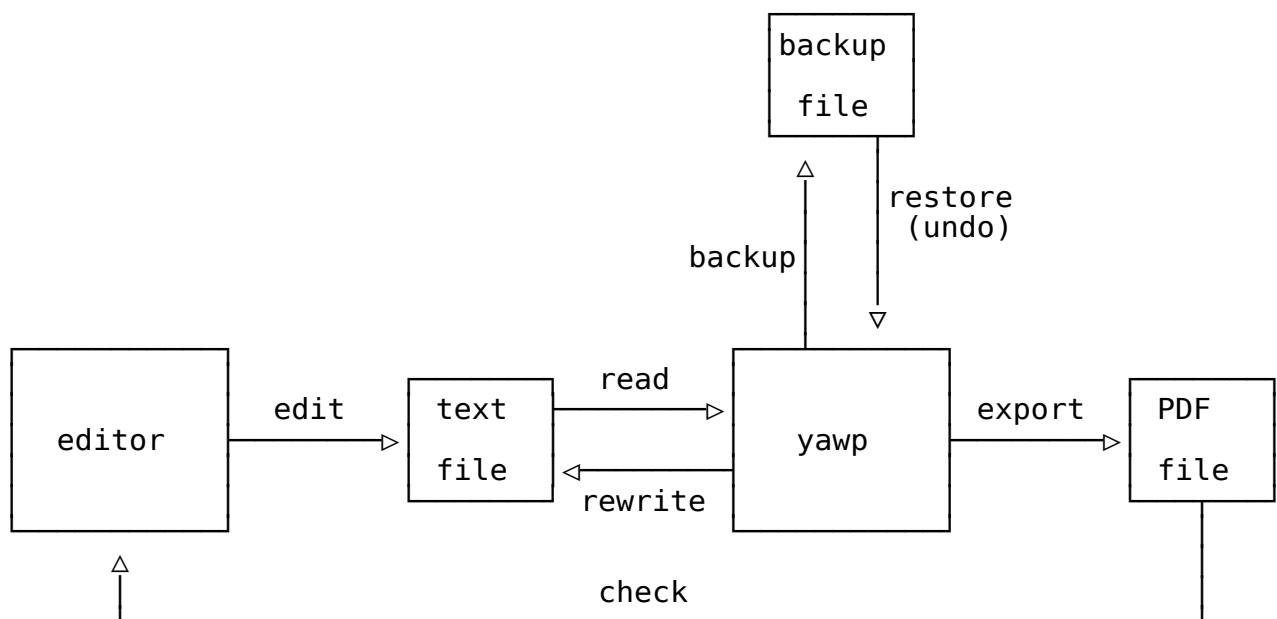 backup
file
restore
(undo)
backup
editor
edit
text
file
read
rewrite
yawp
export
PDF
file
check